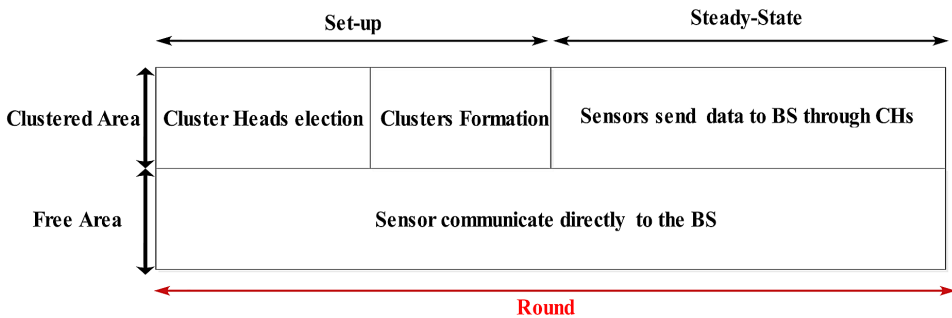 Set-up
Steady-State
Clustered Area
Cluster Heads election
Clusters Formation
Sensors send data to BS through CHs
Free Area
Sensor communicate directly to the BS
Round